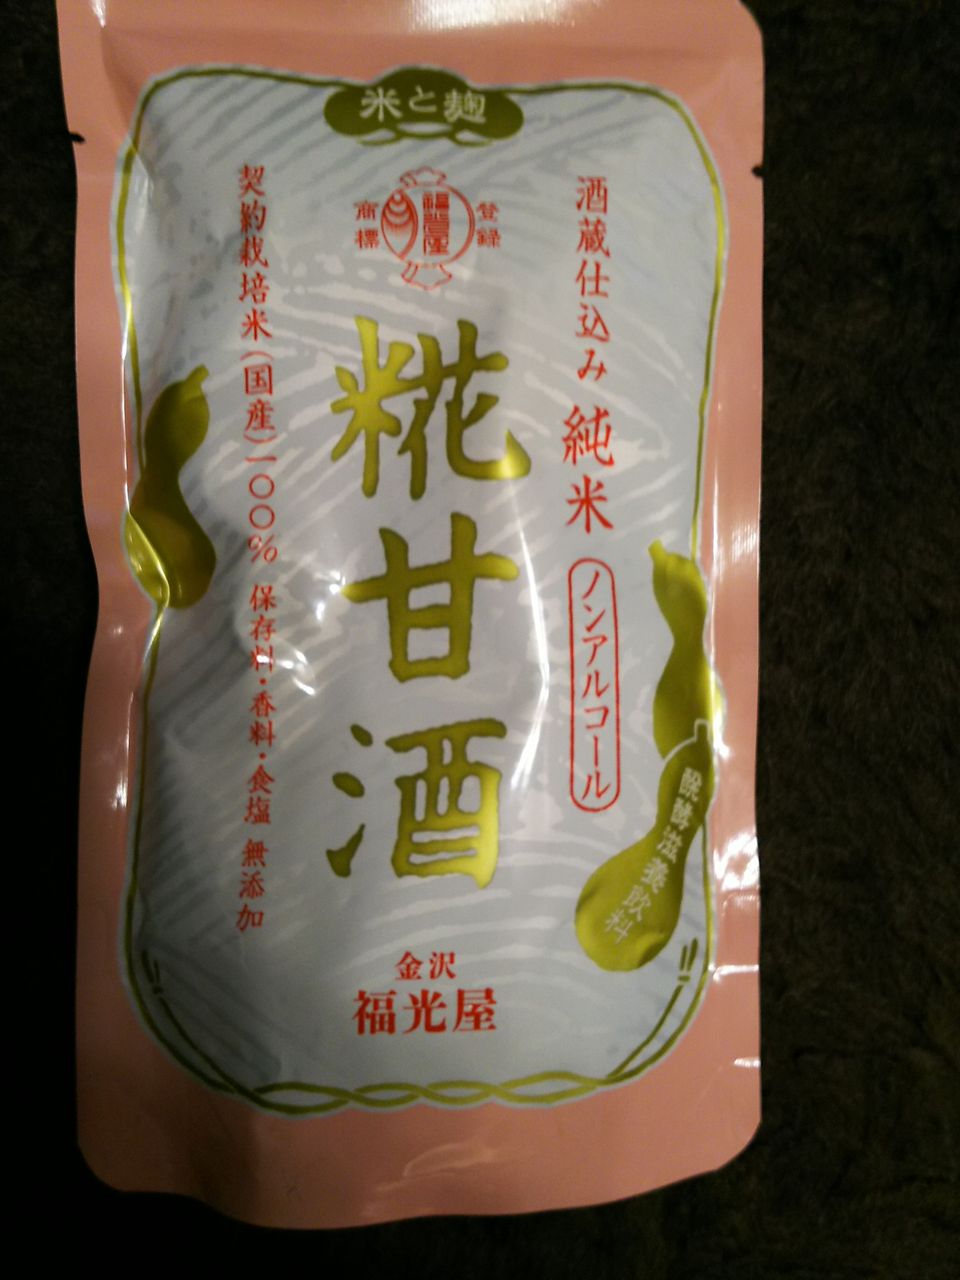 米と麹
登録
商標
福光屋
酒蔵仕込み 純米
ノンアルコール
糀甘酒
契約栽培米(国産)一〇〇% 保存料・香料・食塩 無添加
醗酵滋養飲料
金沢
福光屋